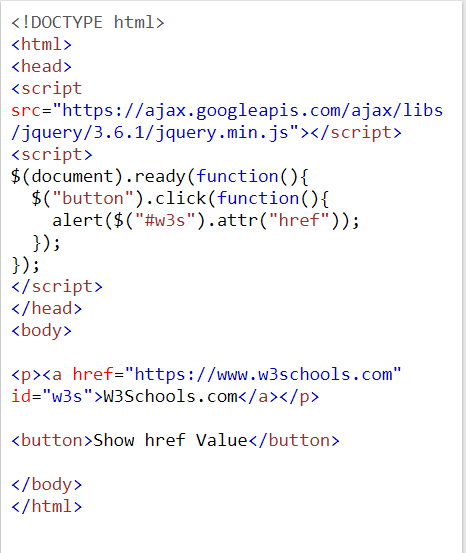 <!DOCTYPE html>
<html>
<head>
<script
src="https://ajax.googleapis.com/ajax/libs
/jquery/3.6.1/jquery.min.js"></script>
<script>
$(document).ready(function(){
  $("button").click(function(){
    alert($("#w3s").attr("href"));
  });
});
</script>
</head>
<body>

<p><a href="https://www.w3schools.com"
id="w3s">W3Schools.com</a></p>

<button>Show href Value</button>

</body>
</html>